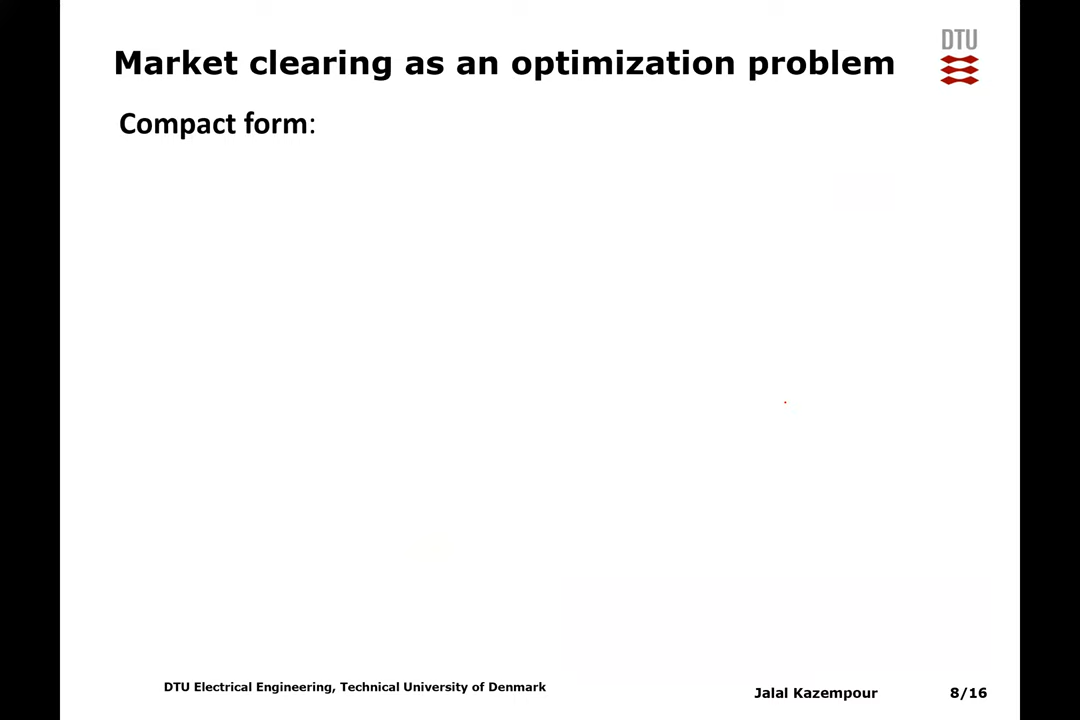 Market clearing as an optimization problem
DTU
Compact form:
DTU Electrical Engineering, Technical University of Denmark
Jalal Kazempour
8/16